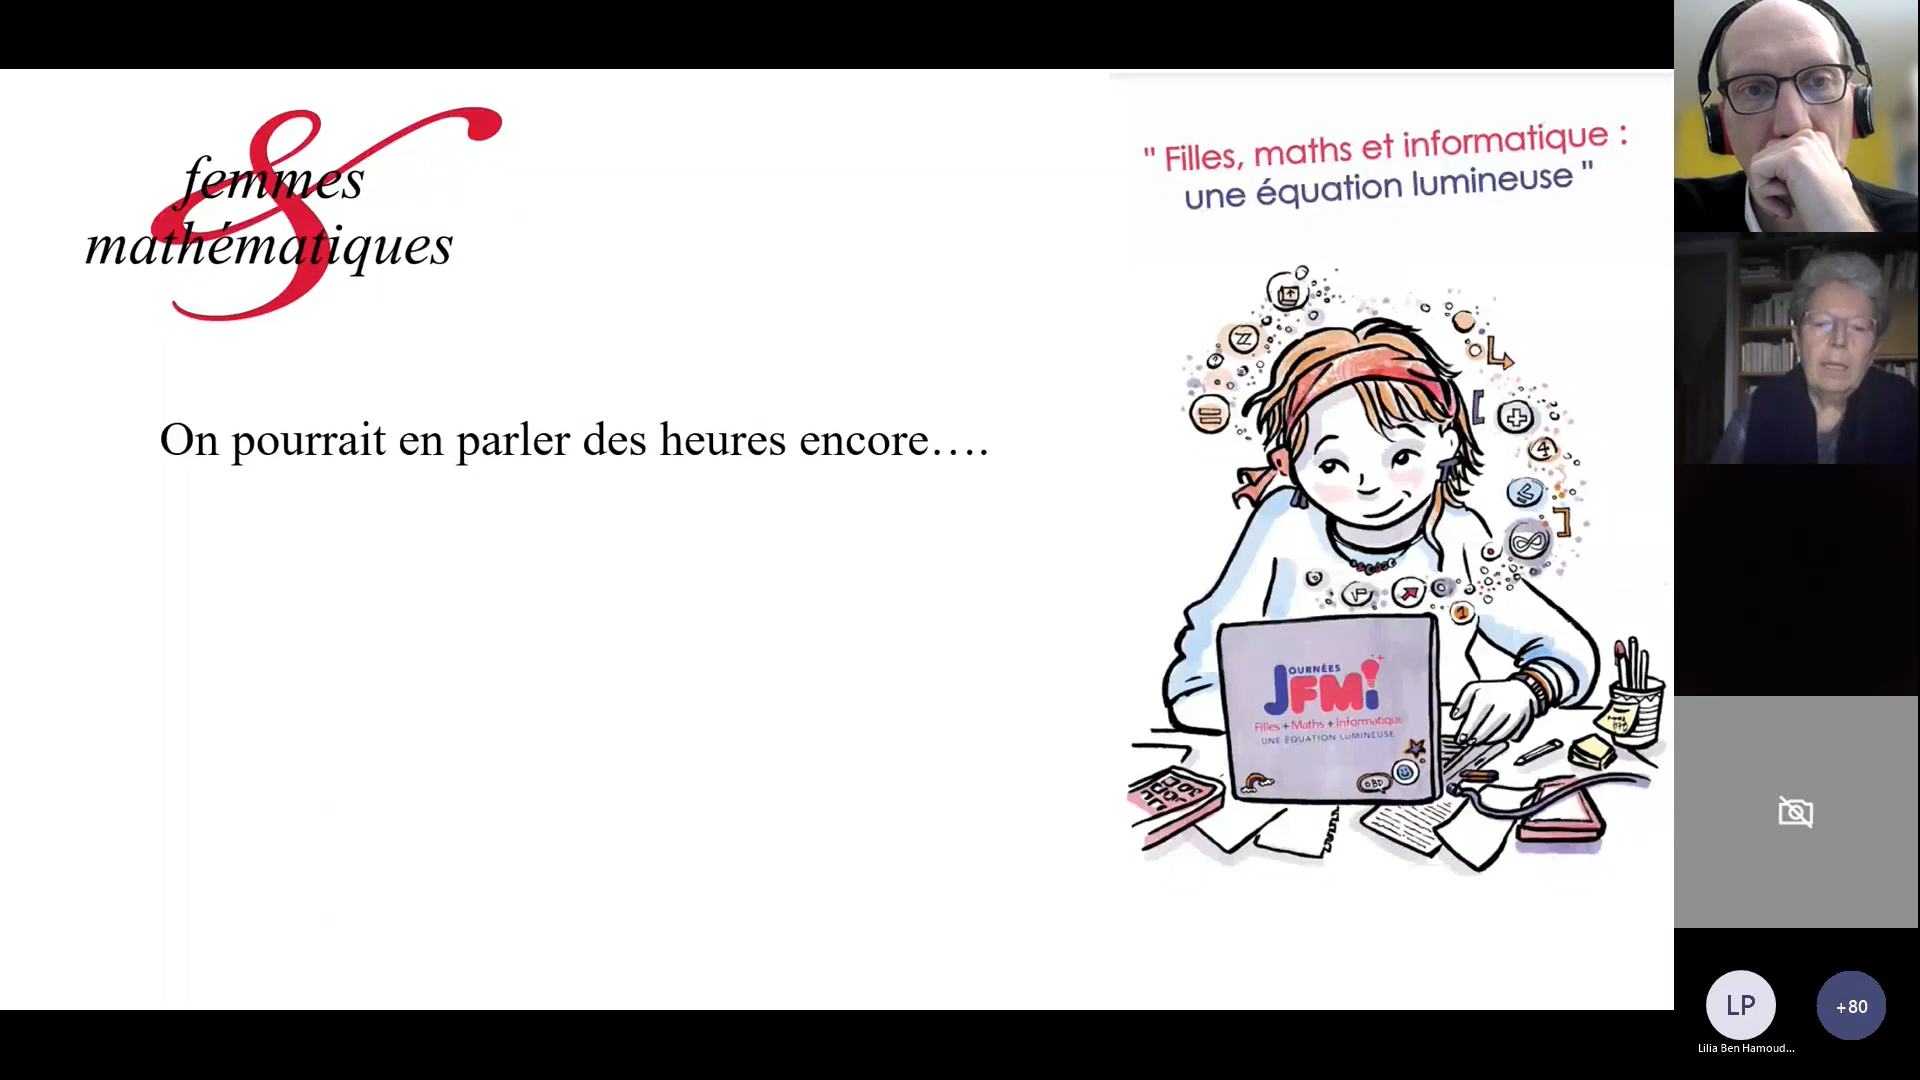 femmes
&
mathématiques
" Filles, maths et informatique :
une équation lumineuse "
On pourrait en parler des heures encore….
JOURNÉES
JFMI
Filles + Maths + Informatique
UNE ÉQUATION LUMINEUSE
LP
+80
Lilia Ben Hamoud...